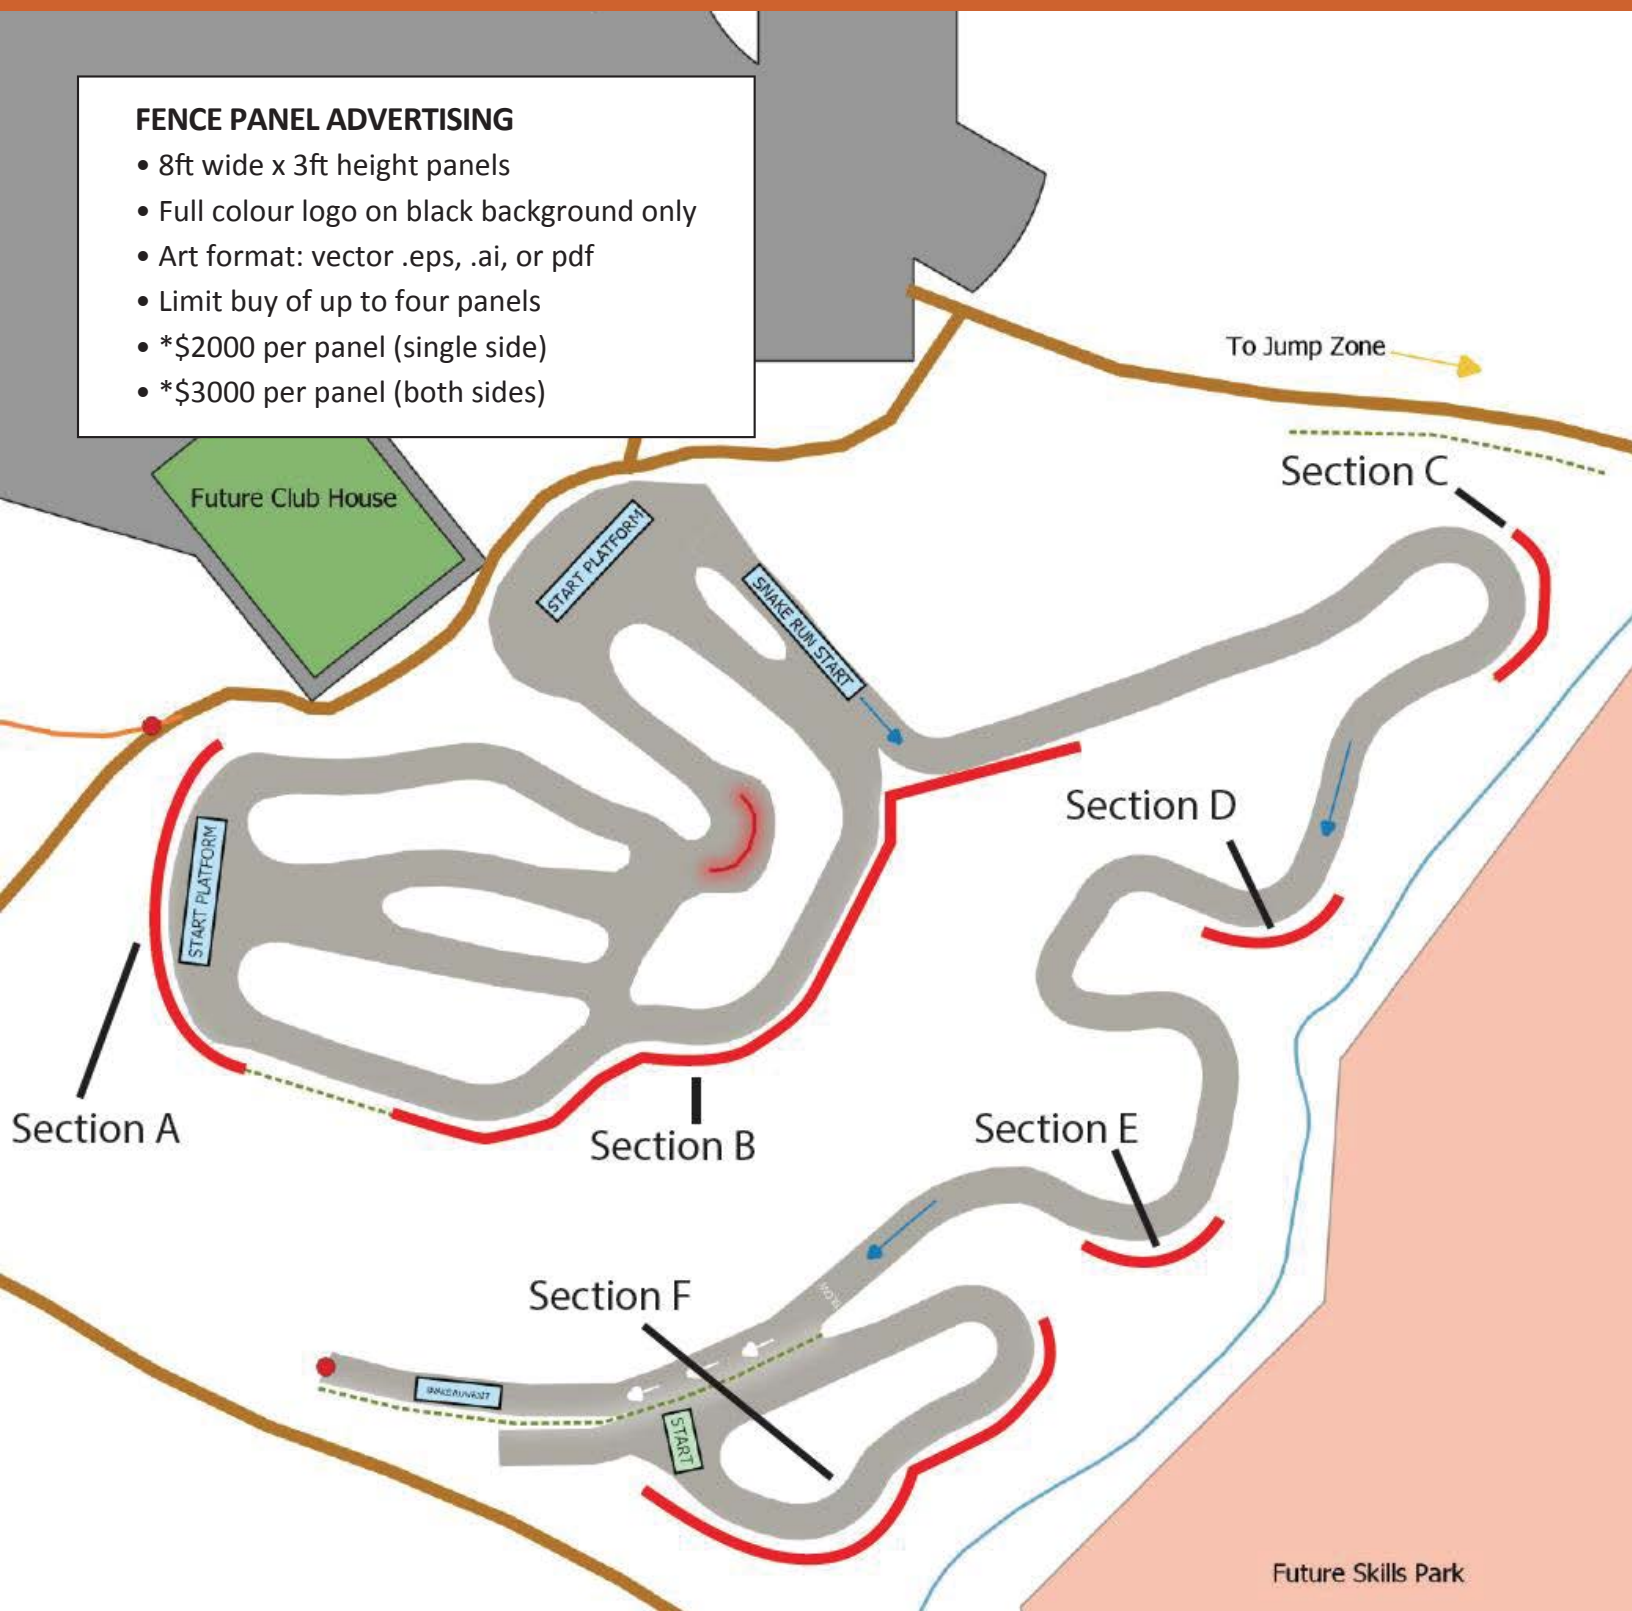 FENCE PANEL ADVERTISING
• 8ft wide x 3ft height panels
• Full colour logo on black background only
• Art format: vector .eps, .ai, or pdf
• Limit buy of up to four panels
• *$2000 per panel (single side)
• *$3000 per panel (both sides)
To Jump Zone
Section C
Future Club House
START PLATFORM
SNAKE RUN START
Section D
START PLATFORM
Section A
Section B
Section E
Section F
SNAKE RUN EXIT
START
Future Skills Park